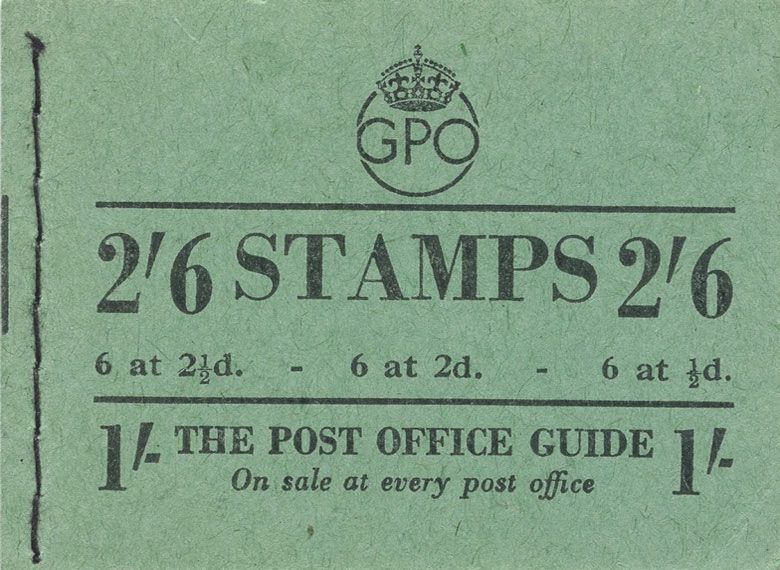 GPO
2'6 STAMPS 2'6
6 at 2½d. - 6 at 2d. - 6 at ½d.
1/- THE POST OFFICE GUIDE 1/-
On sale at every post office